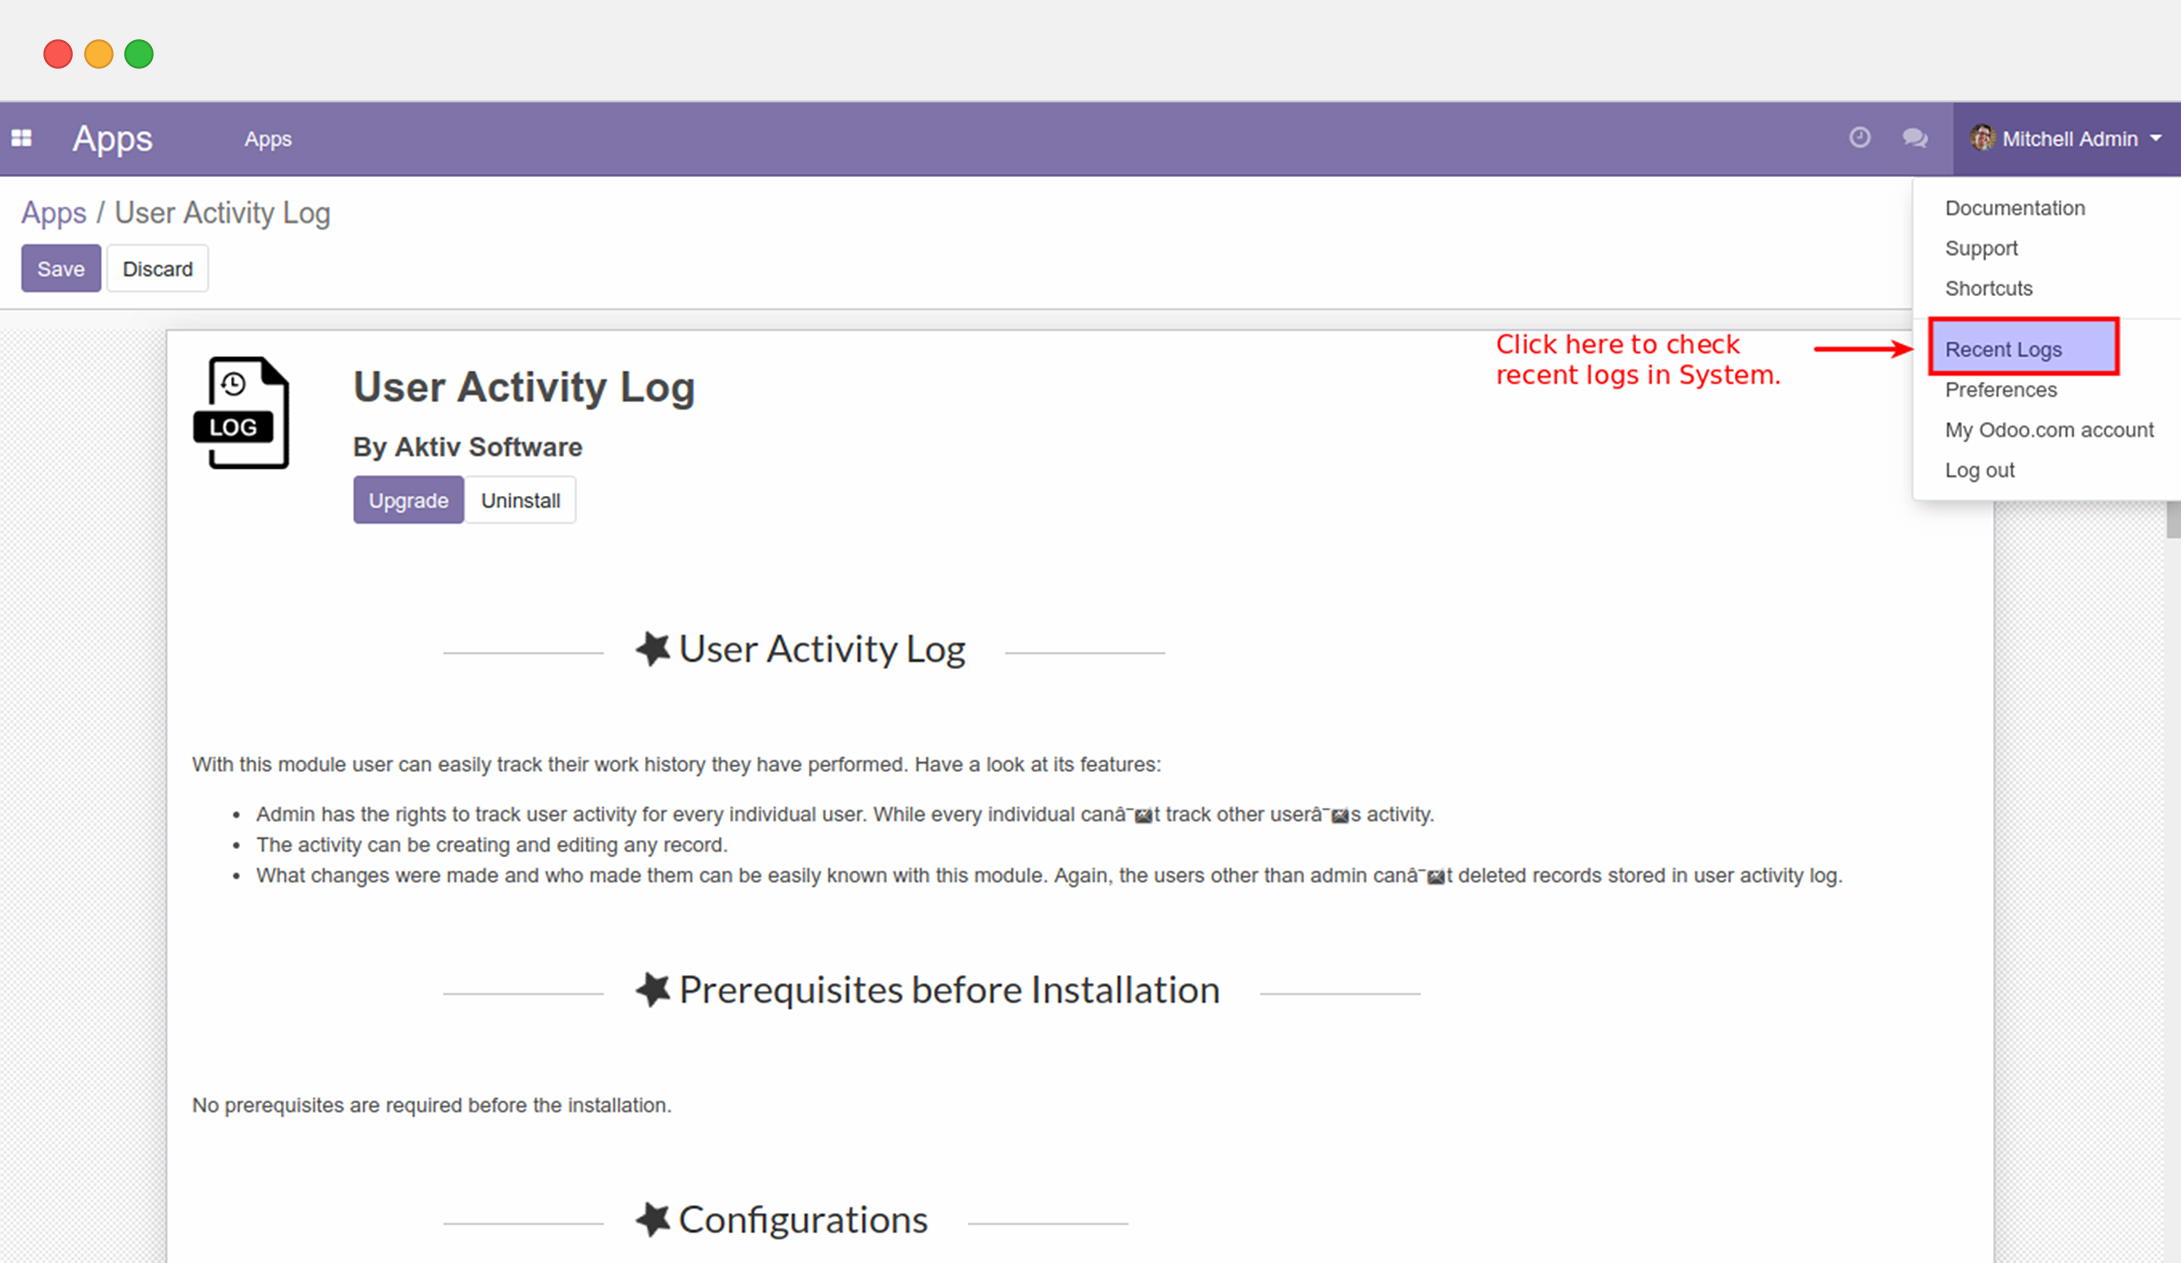 Apps
Apps
Mitchell Admin
Apps / User Activity Log
Save
Discard
Documentation
Support
Shortcuts
Recent Logs
Preferences
My Odoo.com account
Log out
Click here to check
recent logs in System.
LOG
User Activity Log
By Aktiv Software
Upgrade
Uninstall
User Activity Log
With this module user can easily track their work history they have performed. Have a look at its features:
Admin has the rights to track user activity for every individual user. While every individual canâ¯t track other userâ¯s activity.
The activity can be creating and editing any record.
What changes were made and who made them can be easily known with this module. Again, the users other than admin canâ¯t deleted records stored in user activity log.
Prerequisites before Installation
No prerequisites are required before the installation.
Configurations